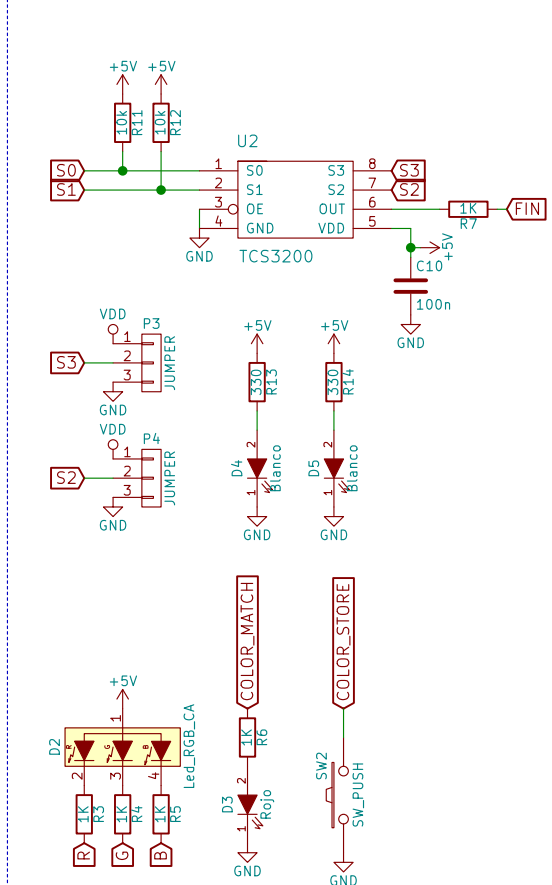 +5V +5V
10k R11 10k R12
U2
S0 1 S0 S3 8 S3
S1 2 S1 S2 7 S2
3 OE OUT 6 1K R7 FIN
4 GND VDD 5
GND TCS3200 +5V
C10
100n
GND
VDD P3
1
S3 2 JUMPER
3
GND
VDD P4
1
S2 2 JUMPER
3
GND
+5V +5V
330 R13 330 R14
2 2
D4 Blanco D5 Blanco
1 1
GND GND
COLOR_MATCH COLOR_STORE
+5V
1
D2 R G B Led_RGB_CA
2 3 4
1K R3 1K R4 1K R5
R G B
1K R6
2
D3 Rojo
1
GND
SW2 SW_PUSH
GND